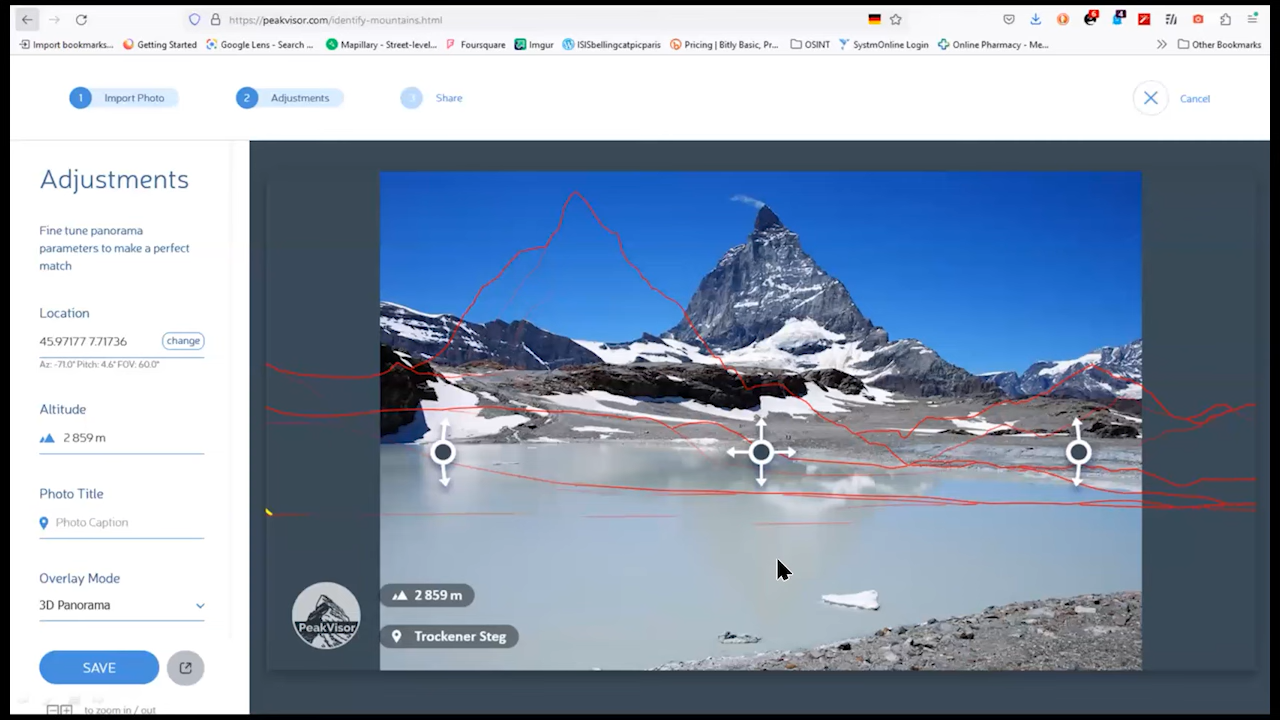 https://peakvisor.com/identify-mountains.html
Import bookmarks... Getting Started Google Lens - Search ... Mapillary - Street-level... Foursquare Imgur ISISbellingcatpicparis Pricing | Bitly Basic, Pr... OSINT SystmOnline Login Online Pharmacy - Me... Other Bookmarks
1 Import Photo 2 Adjustments 3 Share Cancel
Adjustments
Fine tune panorama
parameters to make a perfect
match
Location
45.97177 7.71736 change
Az: -71.0° Pitch: 4.6° FOV: 60.0°
Altitude
2 859 m
Photo Title
Photo Caption
Overlay Mode
3D Panorama
SAVE
to zoom in / out
2 859 m
PeakVisor
Trockener Steg